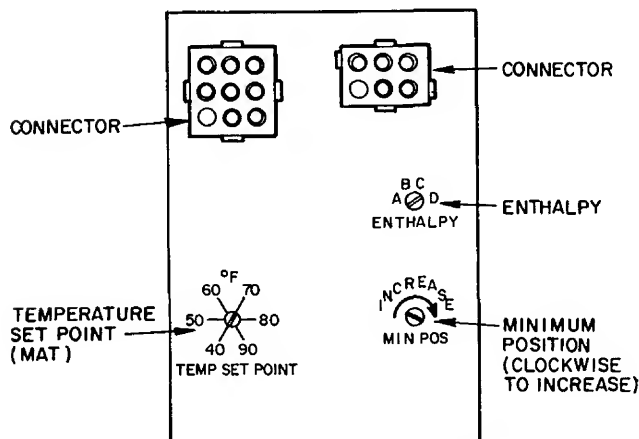 CONNECTOR
CONNECTOR
A B C D
ENTHALPY
ENTHALPY
°F
40 50 60 70 80 90
TEMP SET POINT
TEMPERATURE
SET POINT
(MAT)
INCREASE
MIN POS
MINIMUM
POSITION
(CLOCKWISE
TO INCREASE)